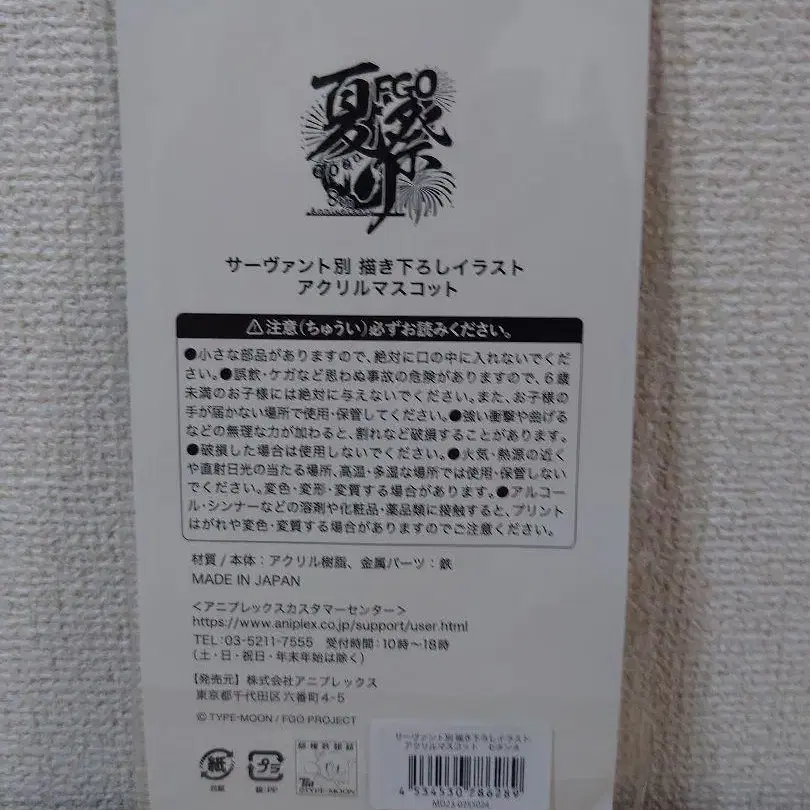 FGO
夏祭り
8th
Anniversary
サーヴァント別 描き下ろしイラスト
アクリルマスコット
⚠注意(ちゅうい)必ずお読みください。
●小さな部品がありますので、絶対に口の中に入れないでくだ
さい。●誤飲・ケガなど思わぬ事故の危険がありますので、6歳
未満のお子様には絶対に与えないでください。また、お子様の
手が届かない場所で使用・保管してください。●強い衝撃や曲げる
などの無理な力が加わると、割れなど破損することがあります。
●破損した場合は使用しないでください。●火気・熱源の近く
や直射日光の当たる場所、高温・多湿な場所では使用・保管しない
でください。変色・変形・変質する場合があります。●アルコー
ル・シンナーなどの溶剤や化粧品・薬品類に接触すると、プリント
はがれや変色・変質する場合がありますのでご注意ください。
材質/本体:アクリル樹脂、金属パーツ:鉄
MADE IN JAPAN
<アニプレックスカスタマーセンター>
https://www.aniplex.co.jp/support/user.html
TEL:03-5211-7555 受付時間:10時〜18時
(土・日・祝日・年末年始は除く)
【発売元】株式会社アニプレックス
東京都千代田区六番町4-5
© TYPE-MOON / FGO PROJECT
紙
台紙
プラ
袋:PP
©TYPE-MOON
サーヴァント別 描き下ろしイラスト
アクリルマスコット
4 534530 786289